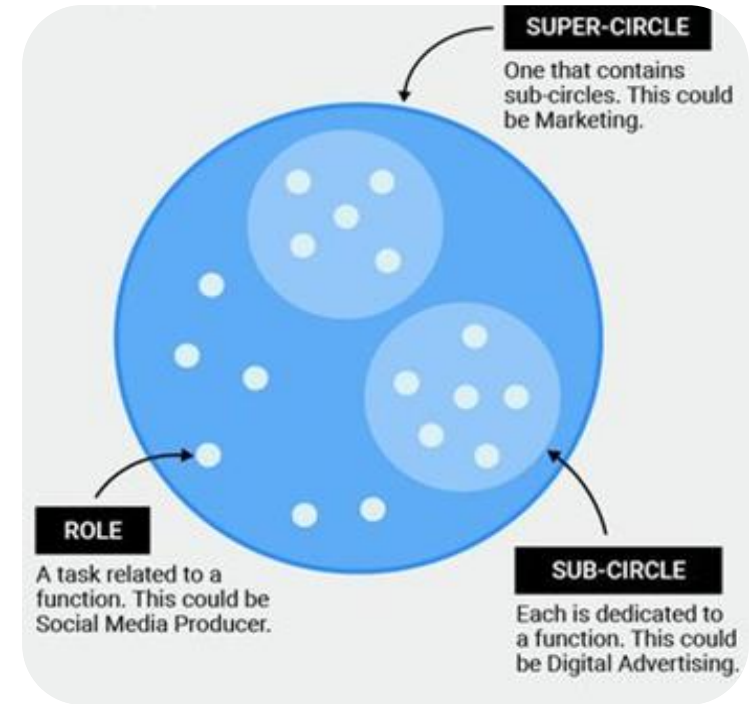 SUPER-CIRCLE
One that contains
sub-circles. This could
be Marketing.
ROLE
A task related to a
function. This could be
Social Media Producer.
SUB-CIRCLE
Each is dedicated to
a function. This could
be Digital Advertising.